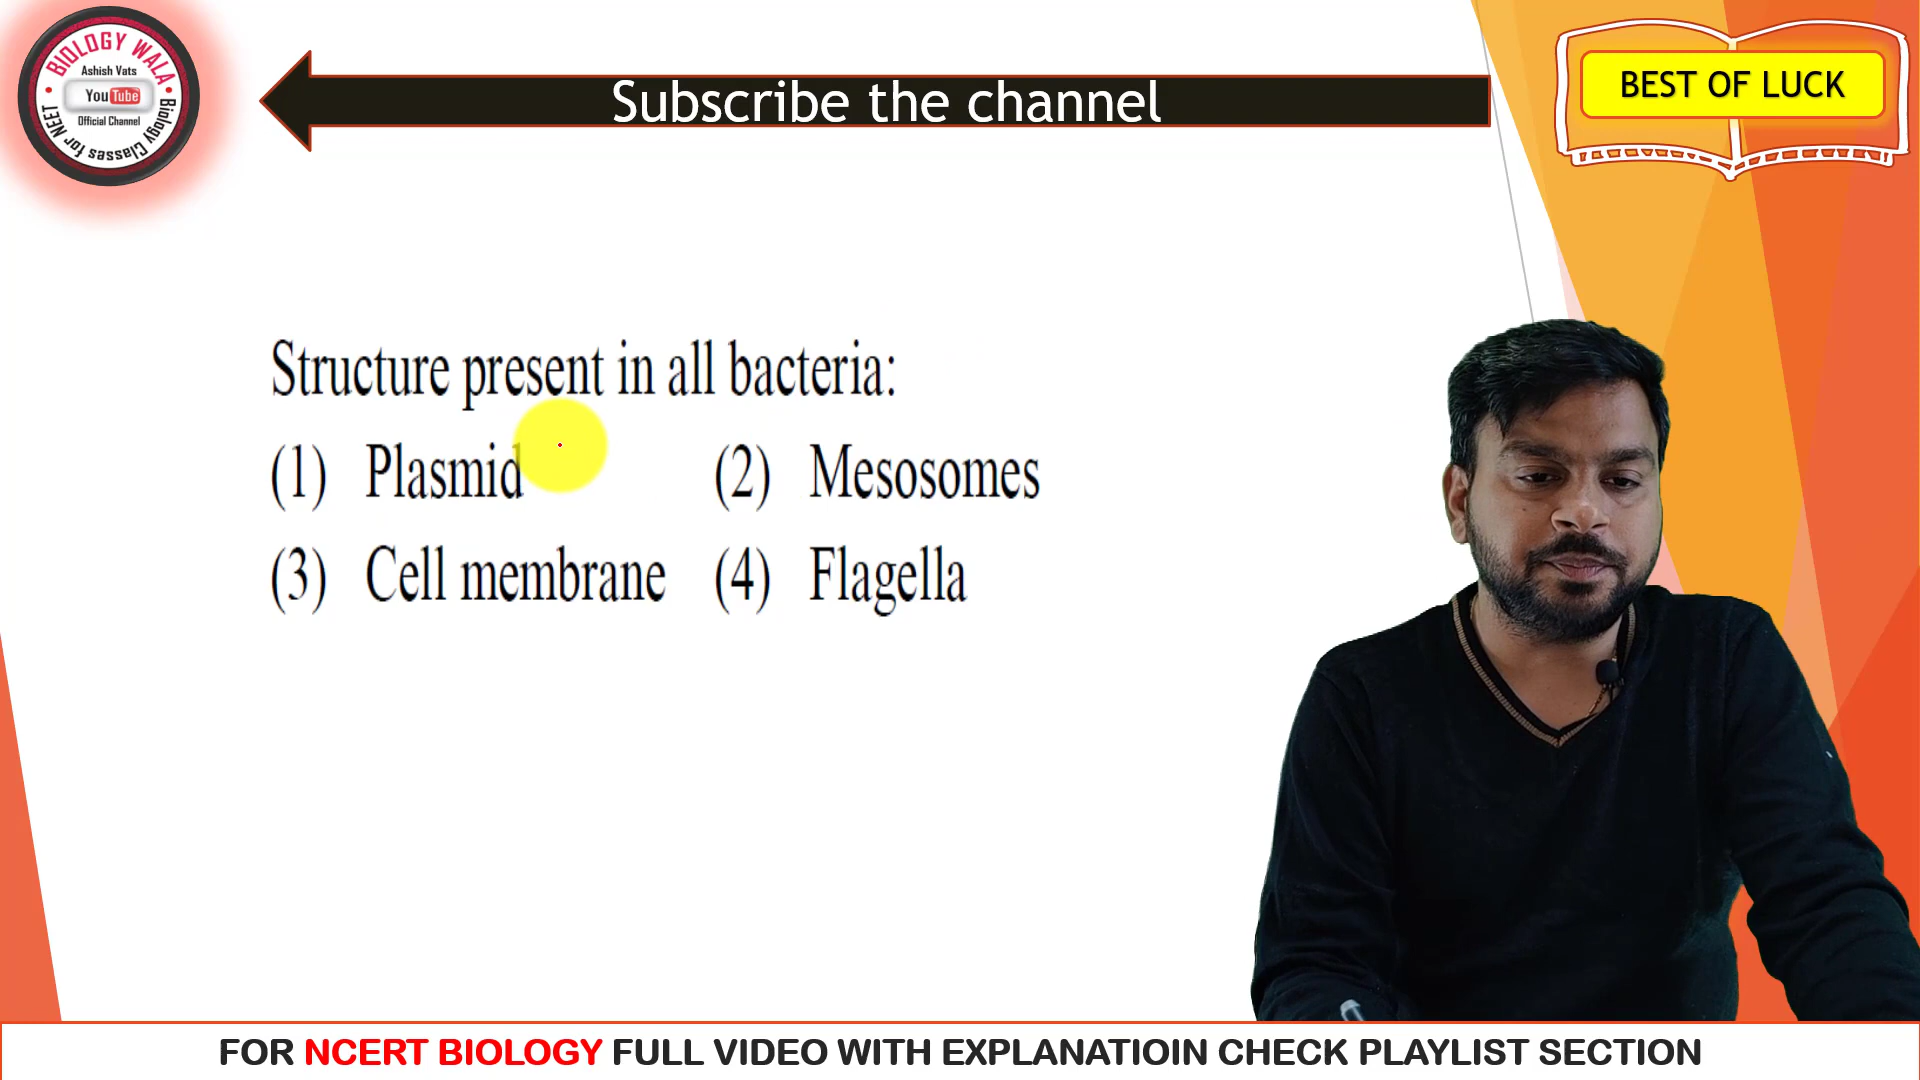 BIOLOGY WALA
Ashish Vats
YouTube
Official Channel
Biology Classes for NEET
Subscribe the channel
BEST OF LUCK
Structure present in all bacteria:
(1) Plasmid (2) Mesosomes
(3) Cell membrane (4) Flagella
FOR NCERT BIOLOGY FULL VIDEO WITH EXPLANATIOIN CHECK PLAYLIST SECTION